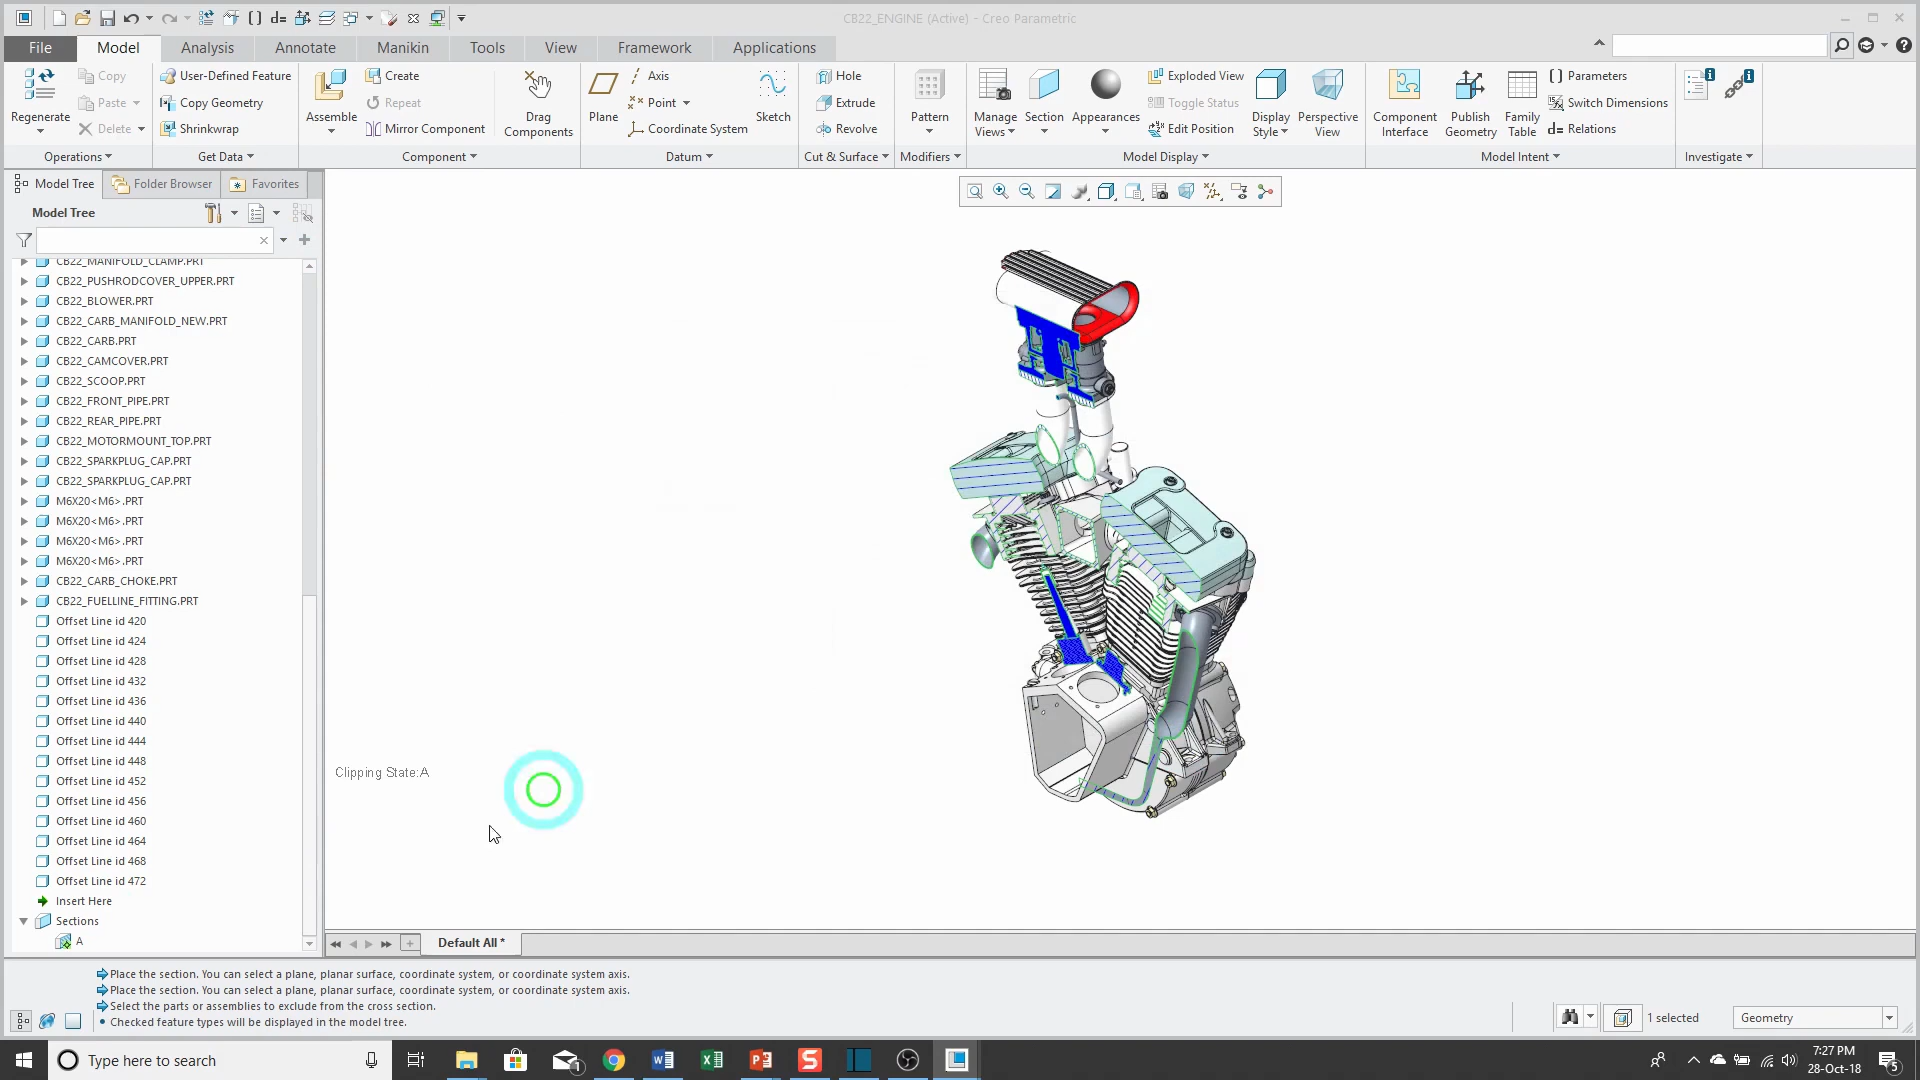 CB22_ENGINE (Active) - Creo Parametric
File
Model
Analysis
Annotate
Manikin
Tools
View
Framework
Applications
Regenerate
Copy
Paste
Delete
Operations
User-Defined Feature
Copy Geometry
Shrinkwrap
Get Data
Assemble
Create
Repeat
Mirror Component
Component
Drag Components
Plane
Axis
Point
Coordinate System
Sketch
Datum
Hole
Extrude
Revolve
Cut & Surface
Pattern
Modifiers
Manage Views
Section
Appearances
Exploded View
Toggle Status
Edit Position
Display Style
Perspective View
Model Display
Component Interface
Publish Geometry
Family Table
Parameters
Switch Dimensions
d= Relations
Model Intent
Investigate
Model Tree
Folder Browser
Favorites
Model Tree
CB22_MANIFOLD_CLAMP.PRT
CB22_PUSHRODCOVER_UPPER.PRT
CB22_BLOWER.PRT
CB22_CARB_MANIFOLD_NEW.PRT
CB22_CARB.PRT
CB22_CAMCOVER.PRT
CB22_SCOOP.PRT
CB22_FRONT_PIPE.PRT
CB22_REAR_PIPE.PRT
CB22_MOTORMOUNT_TOP.PRT
CB22_SPARKPLUG_CAP.PRT
CB22_SPARKPLUG_CAP.PRT
M6X20<M6>.PRT
M6X20<M6>.PRT
M6X20<M6>.PRT
M6X20<M6>.PRT
CB22_CARB_CHOKE.PRT
CB22_FUELLINE_FITTING.PRT
Offset Line id 420
Offset Line id 424
Offset Line id 428
Offset Line id 432
Offset Line id 436
Offset Line id 440
Offset Line id 444
Offset Line id 448
Offset Line id 452
Offset Line id 456
Offset Line id 460
Offset Line id 464
Offset Line id 468
Offset Line id 472
Insert Here
Sections
A
Clipping State:A
Default All *
Place the section. You can select a plane, planar surface, coordinate system, or coordinate system axis.
Place the section. You can select a plane, planar surface, coordinate system, or coordinate system axis.
Select the parts or assemblies to exclude from the cross section.
• Checked feature types will be displayed in the model tree.
1 selected
Geometry
Type here to search
7:27 PM
28-Oct-18
5